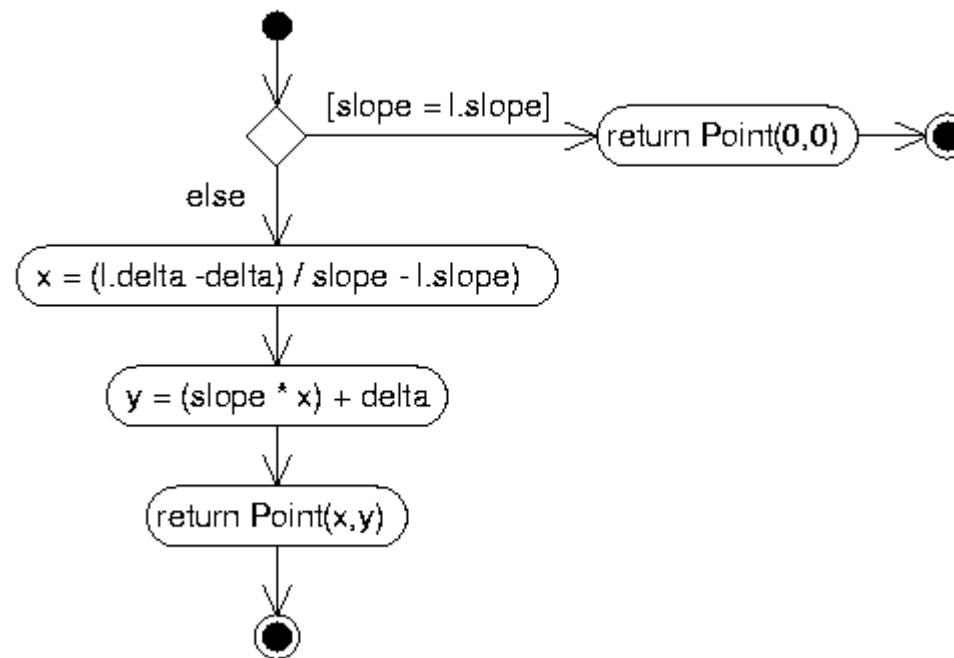 [slope = l.slope]
return Point(0,0)
else
x = (l.delta -delta) / slope - l.slope)
y = (slope * x) + delta
return Point(x,y)